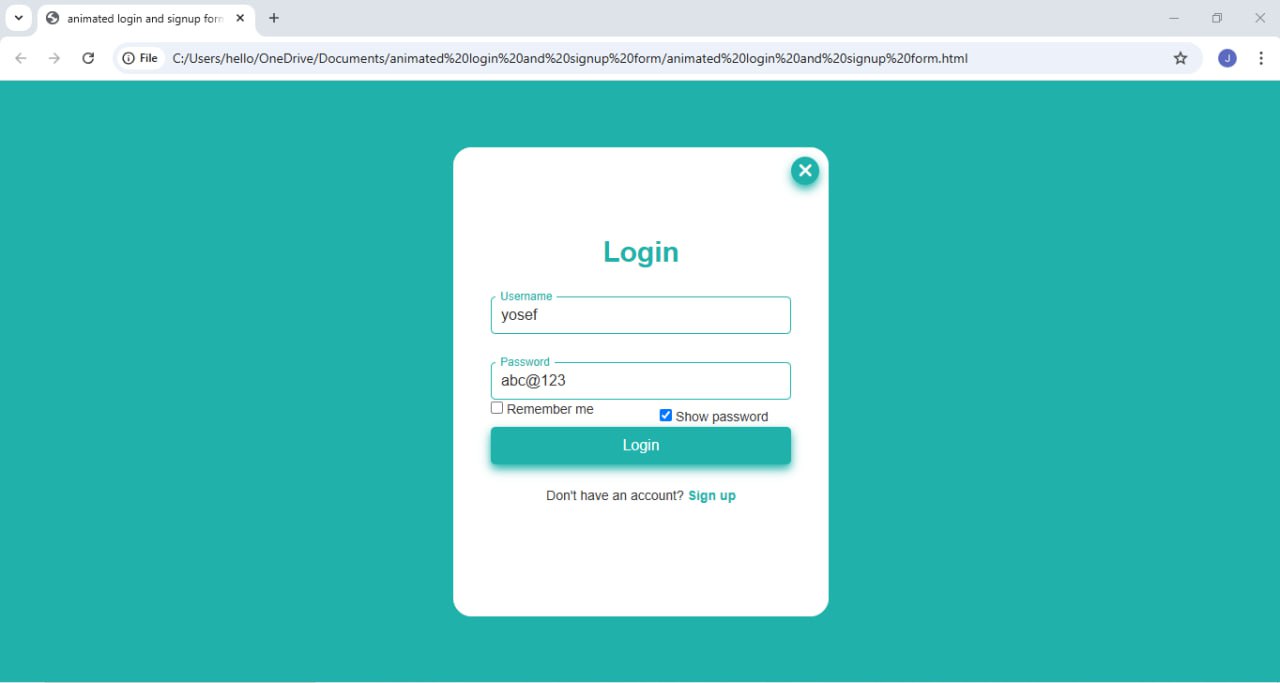 animated login and signup form
File
C:/Users/hello/OneDrive/Documents/animated%20login%20and%20signup%20form/animated%20login%20and%20signup%20form.html
J
Login
Username
yosef
Password
abc@123
Remember me Show password
Login
Don't have an account? Sign up